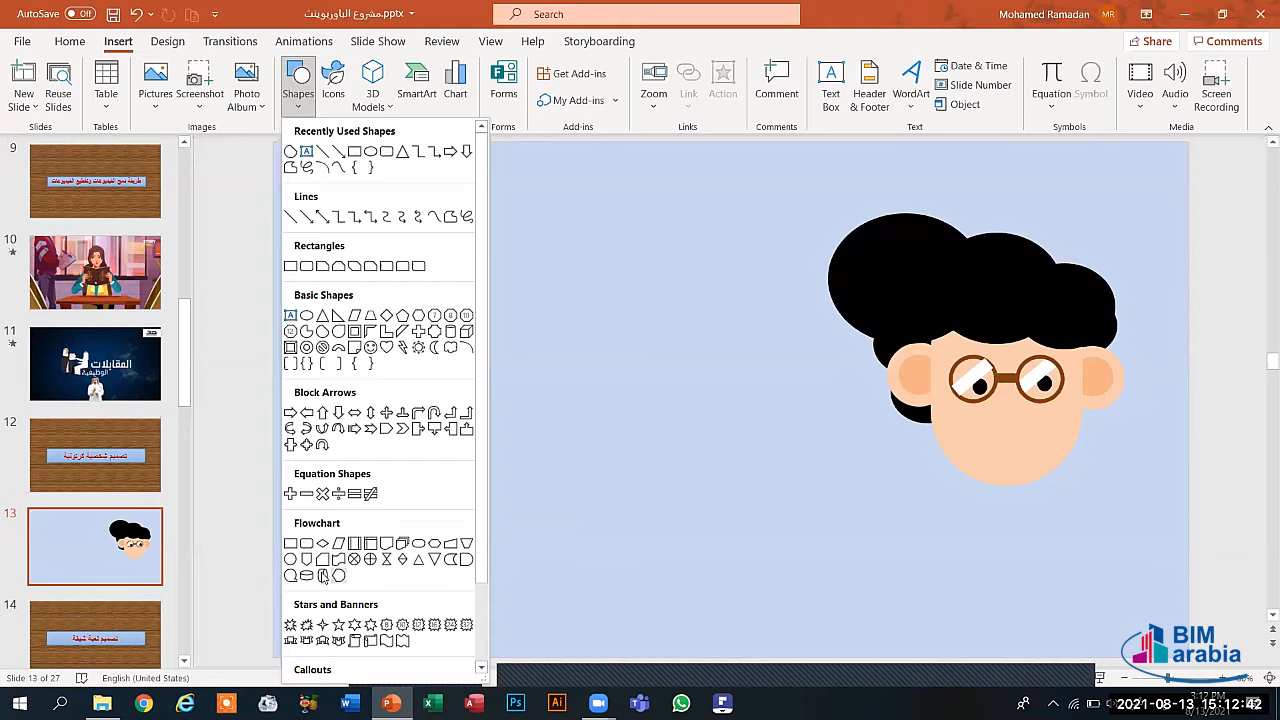 AutoSave Off
مشروع الباوربوينت.pptx
Search
Mohamed Ramadan MR
File Home Insert Design Transitions Animations Slide Show Review View Help Storyboarding
Share Comments
New Slide
Reuse Slides
Table
Pictures
Screenshot
Photo Album
Shapes
Icons
3D Models
SmartArt
Chart
Forms
Get Add-ins
My Add-ins
Zoom
Link
Action
Comment
Text Box
Header & Footer
WordArt
Date & Time
Slide Number
Object
Equation
Symbol
Video
Audio
Screen Recording
Slides Tables Images Forms Add-ins Links Comments Text Symbols Media
Recently Used Shapes
Lines
Rectangles
Basic Shapes
Block Arrows
Equation Shapes
Flowchart
Stars and Banners
Callouts
9
10
11
المقابلات
الوظيفية
12
تصميم شخصية كرتونية
13
14
تصميم لعبة شيقة
Slide 13 of 27 English (United States)
BIM
arabia
2021-08-13 15:12:42